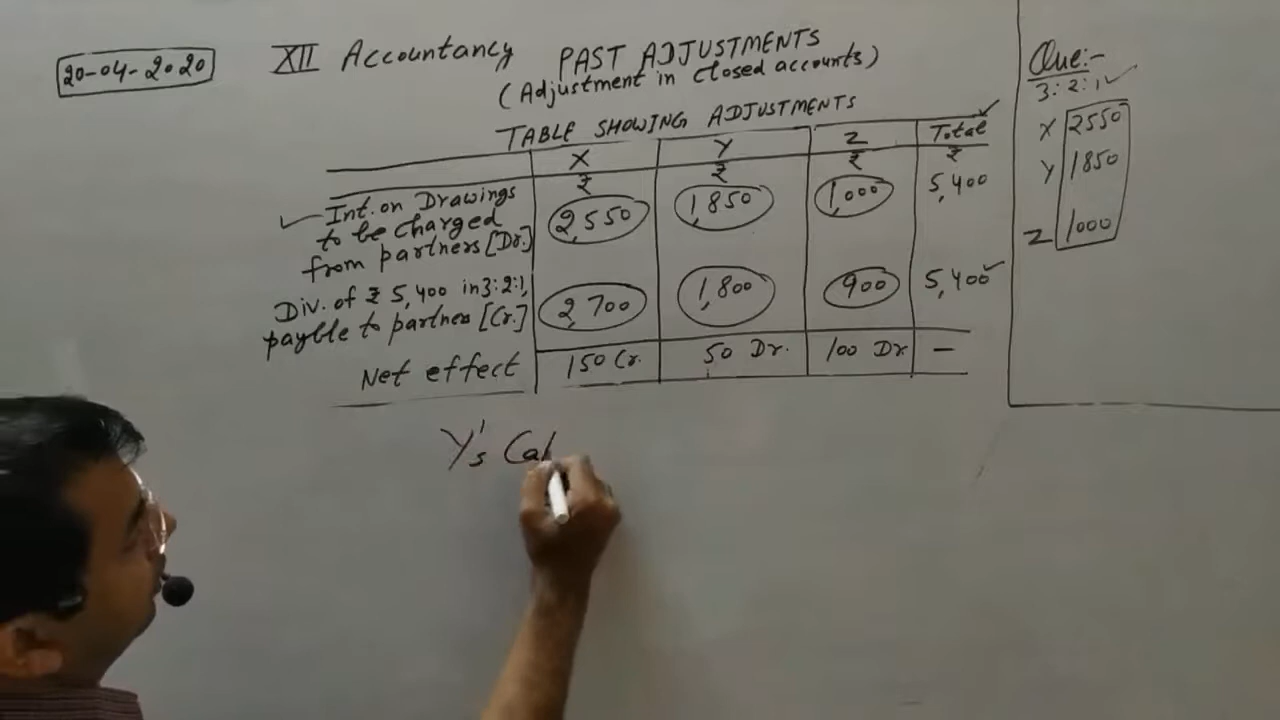 20-04-2020
XII Accountancy PAST ADJUSTMENTS
(Adjustment in closed accounts)
TABLE SHOWING ADJUSTMENTS
X Y Z Total
₹ ₹ ₹ ₹
Int. on Drawings
to be charged
from partners [Dr.] 2,550 1,850 1,000 5,400
Div. of ₹ 5,400 in 3:2:1,
payable to partners [Cr.] 2,700 1,800 900 5,400
Net effect 150 Cr. 50 Dr. 100 Dr —
Y's Cal
Que:-
3:2:1
X 2550
Y 1850
Z 1000